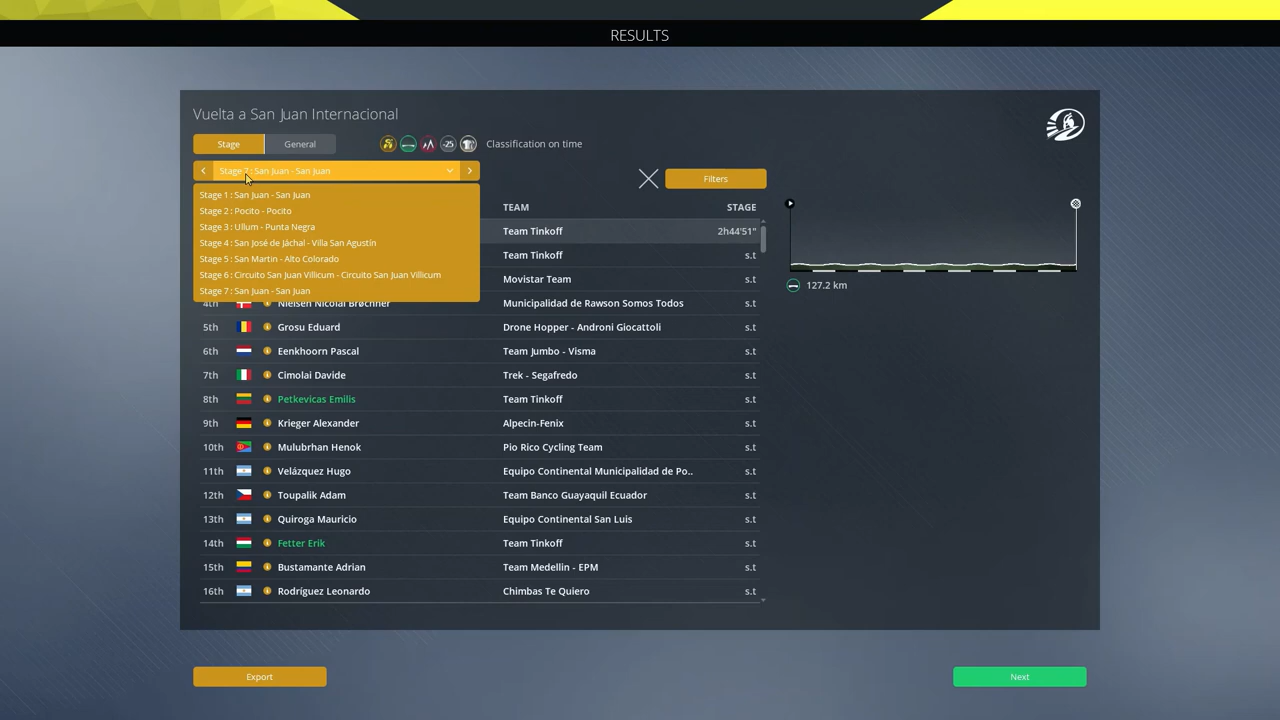 RESULTS
Vuelta a San Juan Internacional
Stage General -25 Classification on time
Stage 7 : San Juan - San Juan
Filters
Stage 1 : San Juan - San Juan
Stage 2 : Pocito - Pocito
Stage 3 : Ullum - Punta Negra
Stage 4 : San José de Jáchal - Villa San Agustín
Stage 5 : San Martin - Alto Colorado
Stage 6 : Circuito San Juan Villicum - Circuito San Juan Villicum
Stage 7 : San Juan - San Juan
TEAM STAGE
Team Tinkoff 2h44'51"
Team Tinkoff s.t
Movistar Team s.t
4th Nielsen Nicolai Brøchner Municipalidad de Rawson Somos Todos s.t
5th Grosu Eduard Drone Hopper - Androni Giocattoli s.t
6th Eenkhoorn Pascal Team Jumbo - Visma s.t
7th Cimolai Davide Trek - Segafredo s.t
8th Petkevicas Emilis Team Tinkoff s.t
9th Krieger Alexander Alpecin-Fenix s.t
10th Mulubrhan Henok Pio Rico Cycling Team s.t
11th Velázquez Hugo Equipo Continental Municipalidad de Po.. s.t
12th Toupalik Adam Team Banco Guayaquil Ecuador s.t
13th Quiroga Mauricio Equipo Continental San Luis s.t
14th Fetter Erik Team Tinkoff s.t
15th Bustamante Adrian Team Medellin - EPM s.t
16th Rodríguez Leonardo Chimbas Te Quiero s.t
127.2 km
Export
Next